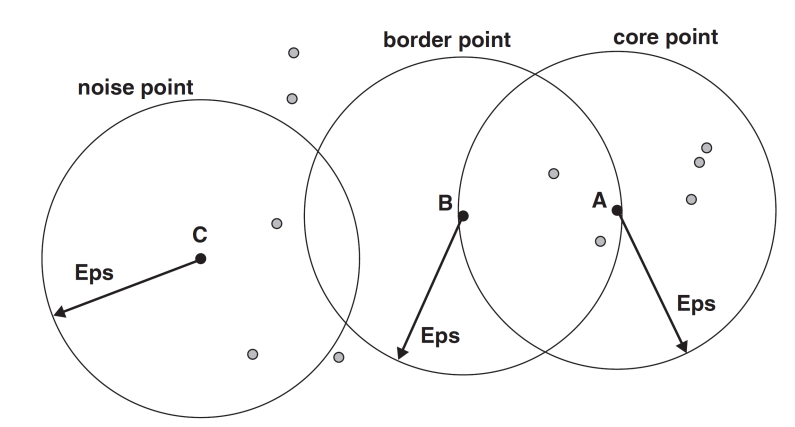 border point
core point
noise point
B
A
C
Eps
Eps
Eps